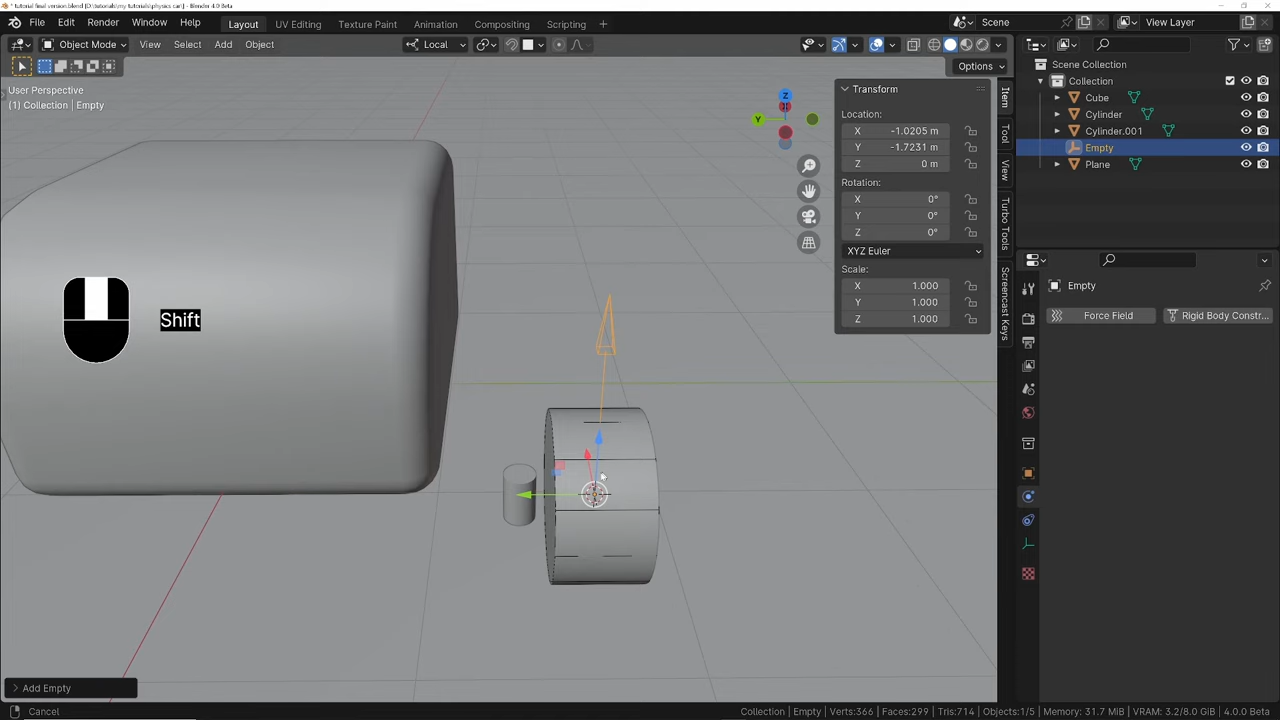 * tutorial final version.blend [D:\tutorials\my tutorials\physics car\] - Blender 4.0 Beta
File Edit Render Window Help Layout UV Editing Texture Paint Animation Compositing Scripting + Scene View Layer
Object Mode View Select Add Object Local
Options
User Perspective
(1) Collection | Empty
Shift
Z
Y
Transform
Location:
X -1.0205 m
Y -1.7231 m
Z 0 m
Rotation:
X 0°
Y 0°
Z 0°
XYZ Euler
Scale:
X 1.000
Y 1.000
Z 1.000
Item
Tool
View
Turbo Tools
Screencast Keys
Scene Collection
Collection
Cube
Cylinder
Cylinder.001
Empty
Plane
Empty
Force Field Rigid Body Constr...
Add Empty
Cancel Collection | Empty | Verts:366 | Faces:299 | Tris:714 | Objects:1/5 | Memory: 31.7 MiB | VRAM: 3.2/8.0 GiB | 4.0.0 Beta